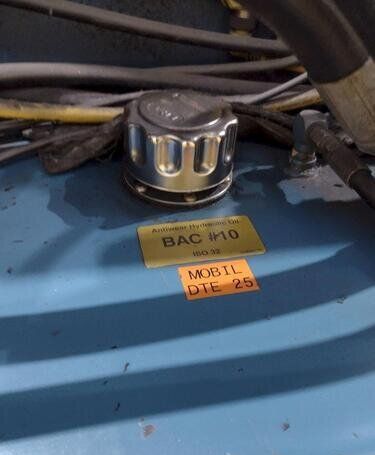 Antiwear Hydraulic Oil
BAC #10
ISO 32
MOBIL
DTE 25